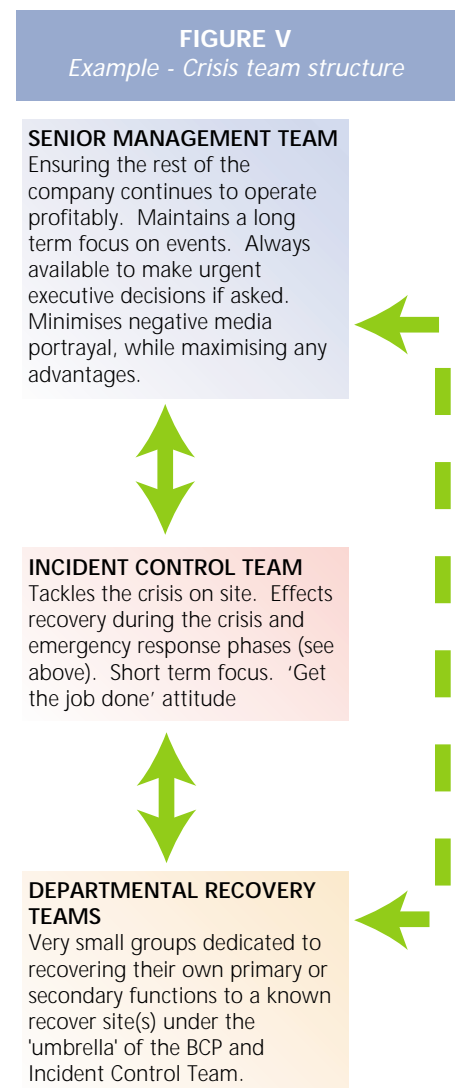 FIGURE V
Example - Crisis team structure
SENIOR MANAGEMENT TEAM
Ensuring the rest of the
company continues to operate
profitably. Maintains a long
term focus on events. Always
available to make urgent
executive decisions if asked.
Minimises negative media
portrayal, while maximising any
advantages.
INCIDENT CONTROL TEAM
Tackles the crisis on site. Effects
recovery during the crisis and
emergency response phases (see
above). Short term focus. ‘Get
the job done’ attitude
DEPARTMENTAL RECOVERY
TEAMS
Very small groups dedicated to
recovering their own primary or
secondary functions to a known
recover site(s) under the
'umbrella' of the BCP and
Incident Control Team.